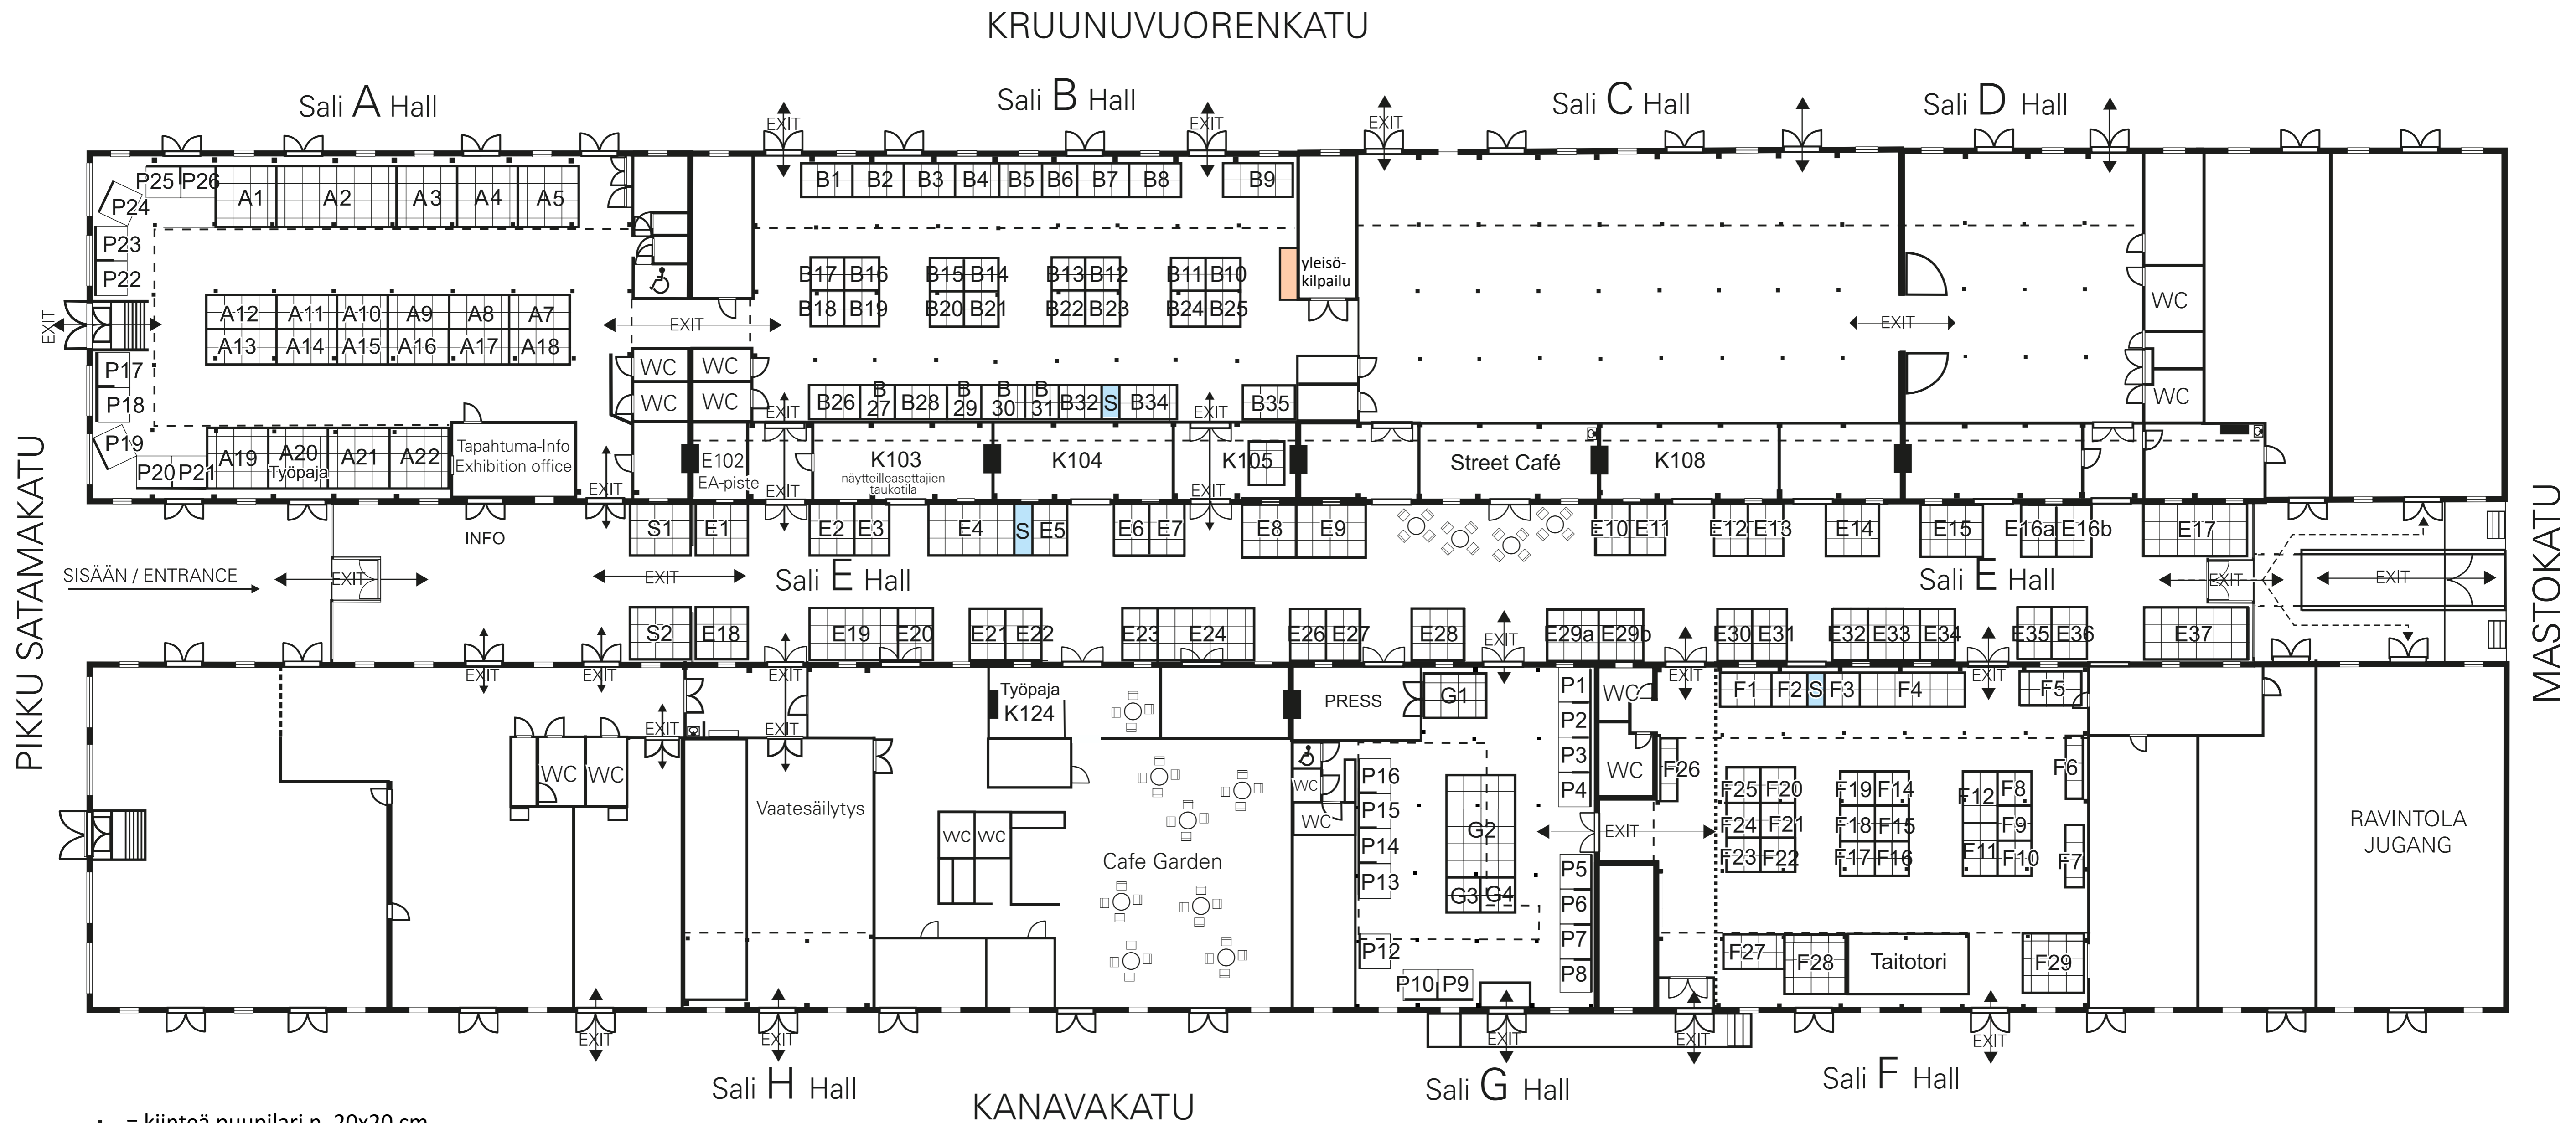 KRUUNUVUORENKATU
Sali A Hall
Sali B Hall
Sali C Hall
Sali D Hall
EXIT
EXIT
EXIT
P25 P26 A1 A2 A3 A4 A5
B1 B2 B3 B4 B5 B6 B7 B8 B9
P24
P23
P22
yleisö-
kilpailu
B17 B16 B15 B14 B13 B12 B11 B10
B18 B19 B20 B21 B22 B23 B24 B25
A12 A11 A10 A9 A8 A7
A13 A14 A15 A16 A17 A18
EXIT
EXIT
EXIT
WC
WC WC
WC WC
WC
P17
P18
P19
P20 P21 A19 A20 A21 A22
Työpaja
Tapahtuma-Info
Exhibition office
B26 B 27 B28 B 29 B 30 B 31 B32 S B34 B35
EXIT
EXIT
E102
EA-piste
K103
näytteilleasettajien
taukotila
K104
K105
Street Café
K108
EXIT
EXIT
EXIT
INFO
S1 E1 E2 E3 E4 S E5 E6 E7 E8 E9 E10 E11 E12 E13 E14 E15 E16a E16b E17
PIKKU SATAMAKATU
MASTOKATU
SISÄÄN / ENTRANCE
EXIT
EXIT
Sali E Hall
Sali E Hall
EXIT
EXIT
S2 E18 E19 E20 E21 E22 E23 E24 E26 E27 E28 E29a E29b E30 E31 E32 E33 E34 E35 E36 E37
EXIT
EXIT
EXIT
EXIT
EXIT
EXIT
EXIT
EXIT
Työpaja
K124
PRESS
G1
P1
P2
P3
P4
WC
WC
F1 F2 S F3 F4 F5
EXIT
WC WC
Vaatesäilytys
WC WC
Cafe Garden
WC
WC
P16
P15
P14
P13
P12
P10 P9
G2
G3 G4
P5
P6
P7
P8
EXIT
F26
F25 F20 F19 F14 F12 F8
F24 F21 F18 F15 F9
F23 F22 F17 F16 F11 F10
F6
F7
F27 F28 Taitotori F29
RAVINTOLA
JUGANG
EXIT
EXIT
EXIT
EXIT
EXIT
Sali H Hall
Sali G Hall
Sali F Hall
KANAVAKATU
= kiinteä puupilari n. 20x20 cm